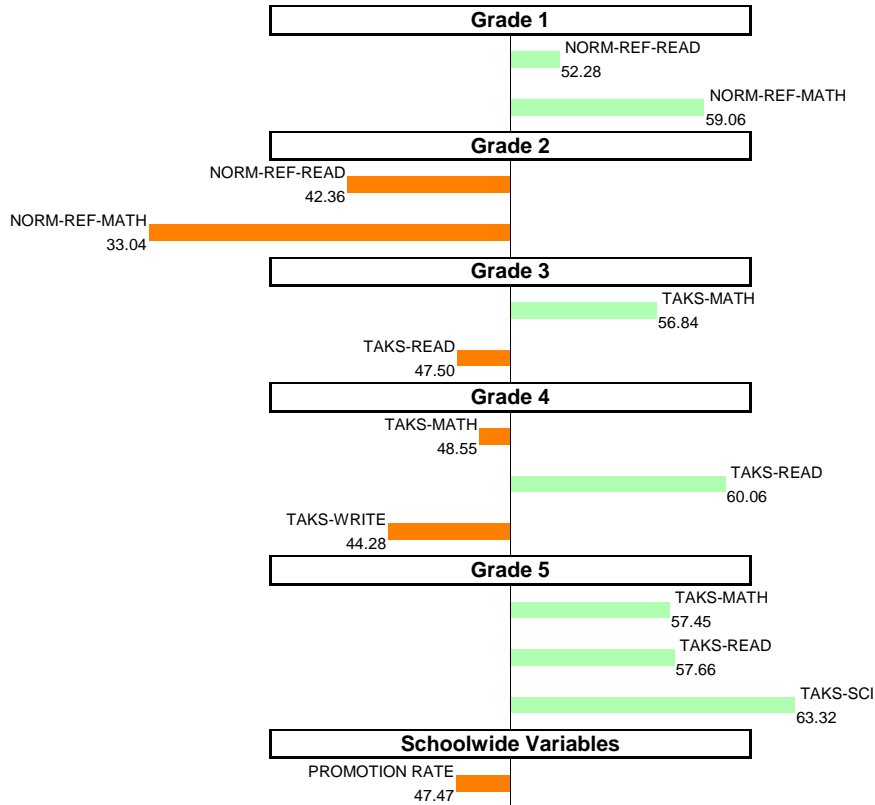 Grade 1
NORM-REF-READ
52.28
NORM-REF-MATH
59.06
Grade 2
NORM-REF-READ
42.36
NORM-REF-MATH
33.04
Grade 3
TAKS-MATH
56.84
TAKS-READ
47.50
Grade 4
TAKS-MATH
48.55
TAKS-READ
60.06
TAKS-WRITE
44.28
Grade 5
TAKS-MATH
57.45
TAKS-READ
57.66
TAKS-SCI
63.32
Schoolwide Variables
PROMOTION RATE
47.47